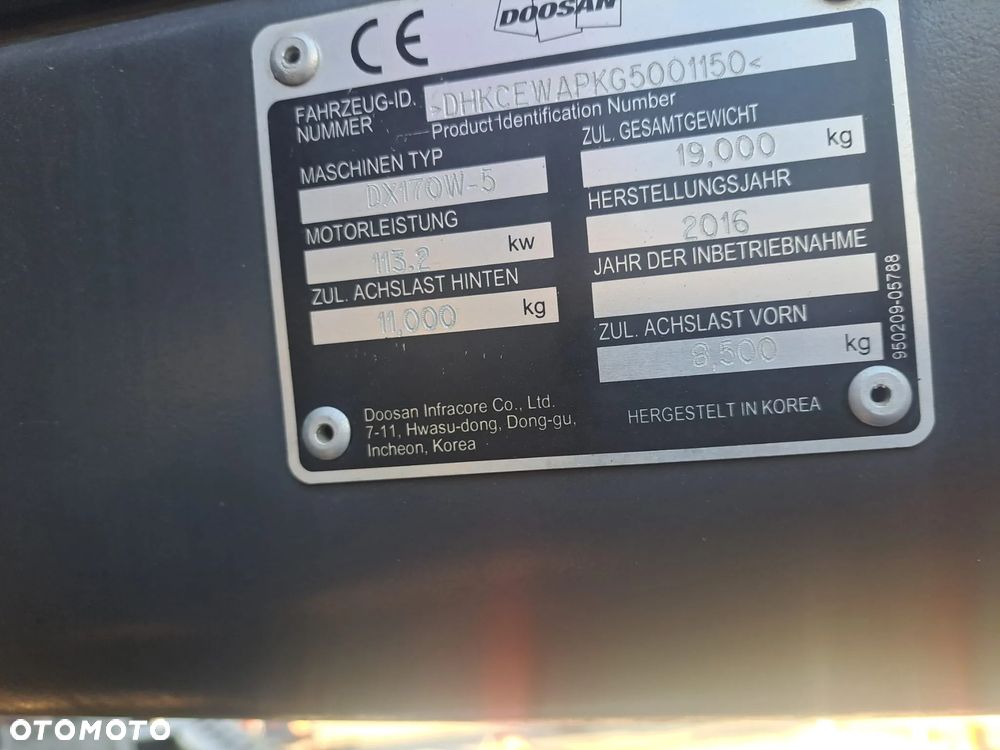 CE
DOOSAN
FAHRZEUG-ID.
NUMMER
>DHKCEWAPKG5001150<
Product Identification Number
MASCHINEN TYP
DX170W-5
MOTORLEISTUNG
113,2 kw
ZUL. ACHSLAST HINTEN
11,000 kg
ZUL. GESAMTGEWICHT
19,000 kg
HERSTELLUNGSJAHR
2016
JAHR DER INBETRIEBNAHME
ZUL. ACHSLAST VORN
8,500 kg
950209-05788
Doosan Infracore Co., Ltd.
7-11, Hwasu-dong, Dong-gu,
Incheon, Korea
HERGESTELT IN KOREA
OTOMOTO